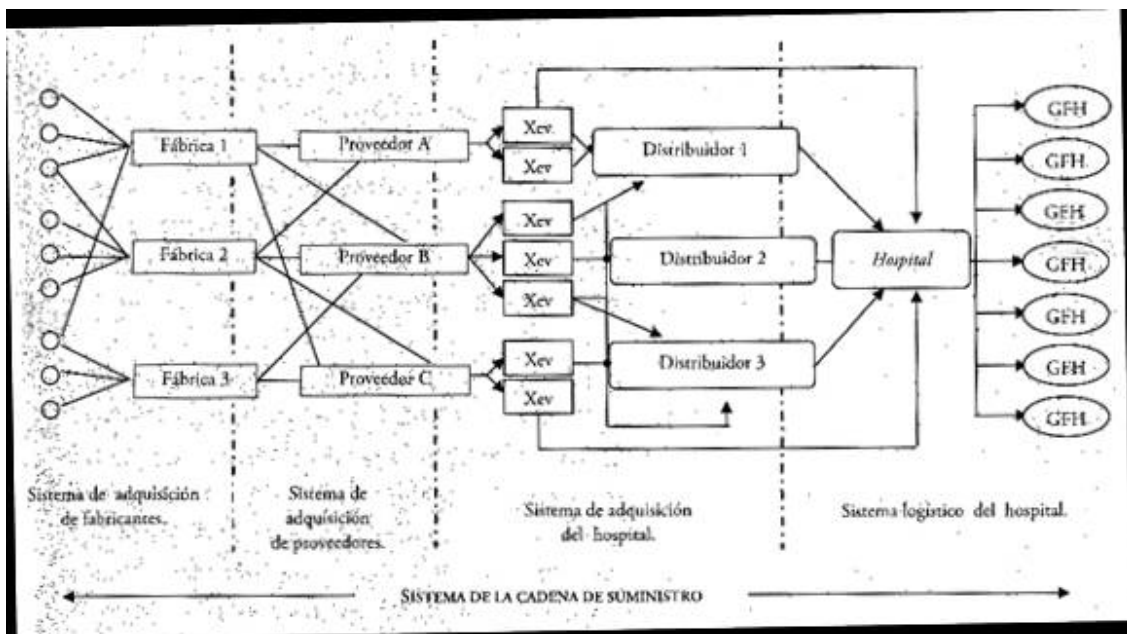 Fábrica 1
Fábrica 2
Fábrica 3
Proveedor A
Proveedor B
Proveedor C
Xev
Xev
Xev
Xev
Xev
Xev
Xev
Distribuidor 1
Distribuidor 2
Distribuidor 3
Hospital
GFH
GFH
GFH
GFH
GFH
GFH
GFH
Sistema de adquisición
de fabricantes.
Sistema de
adquisición
de proveedores.
Sistema de adquisición
del hospital.
Sistema logístico del hospital.
SISTEMA DE LA CADENA DE SUMINISTRO